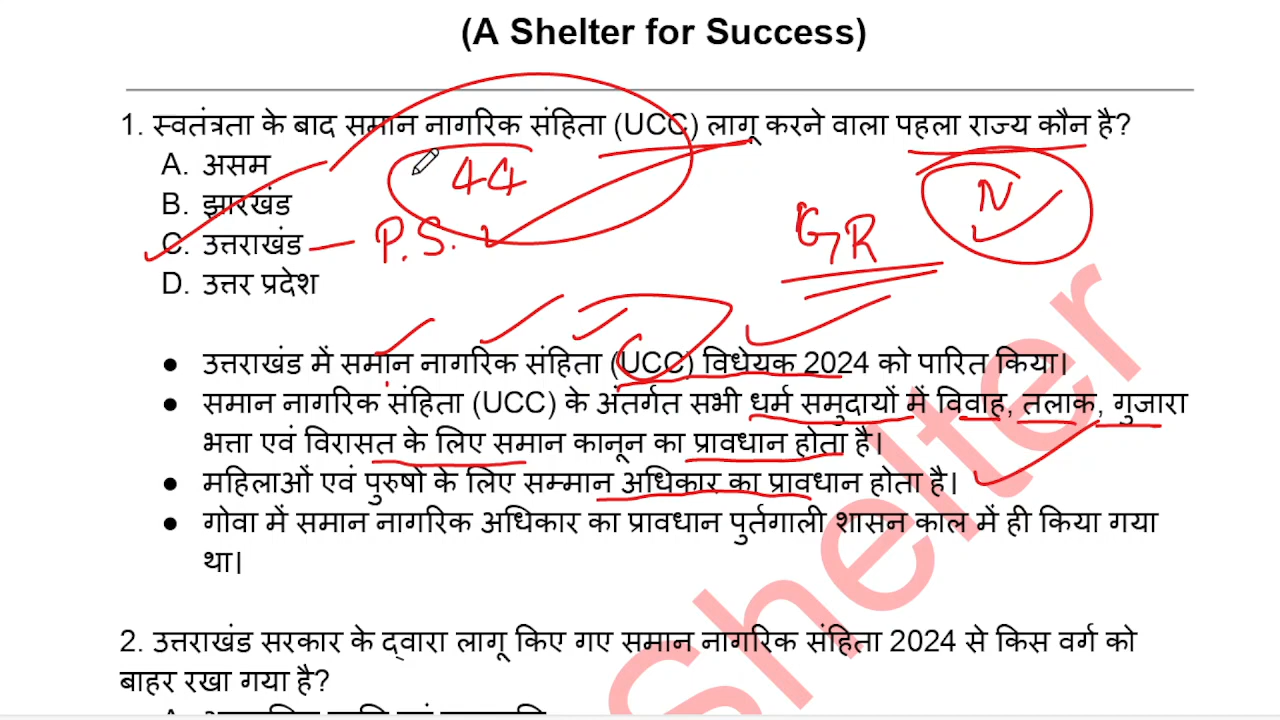 (A Shelter for Success)
1. स्वतंत्रता के बाद समान नागरिक संहिता (UCC) लागू करने वाला पहला राज्य कौन है?
A. असम
44
N
B. झारखंड
C. उत्तराखंड
P.S.
GR
D. उत्तर प्रदेश
● उत्तराखंड में समान नागरिक संहिता (UCC) विधेयक 2024 को पारित किया।
● समान नागरिक संहिता (UCC) के अंतर्गत सभी धर्म समुदायों में विवाह, तलाक, गुजारा
भत्ता एवं विरासत के लिए समान कानून का प्रावधान होता है।
● महिलाओं एवं पुरुषो के लिए सम्मान अधिकार का प्रावधान होता है।
● गोवा में समान नागरिक अधिकार का प्रावधान पुर्तगाली शासन काल में ही किया गया
था।
Shelter
2. उत्तराखंड सरकार के द्वारा लागू किए गए समान नागरिक संहिता 2024 से किस वर्ग को
बाहर रखा गया है?